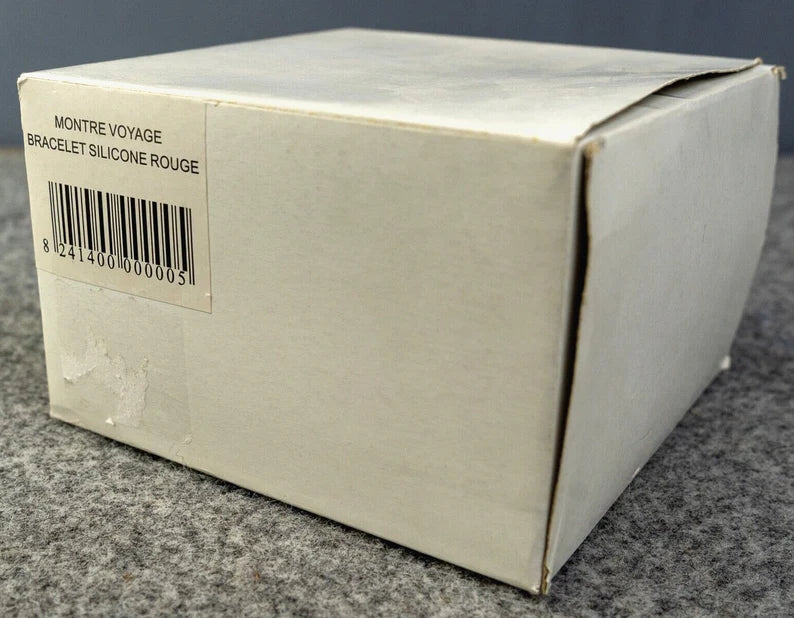 MONTRE VOYAGE
BRACELET SILICONE ROUGE
8 241400 000005